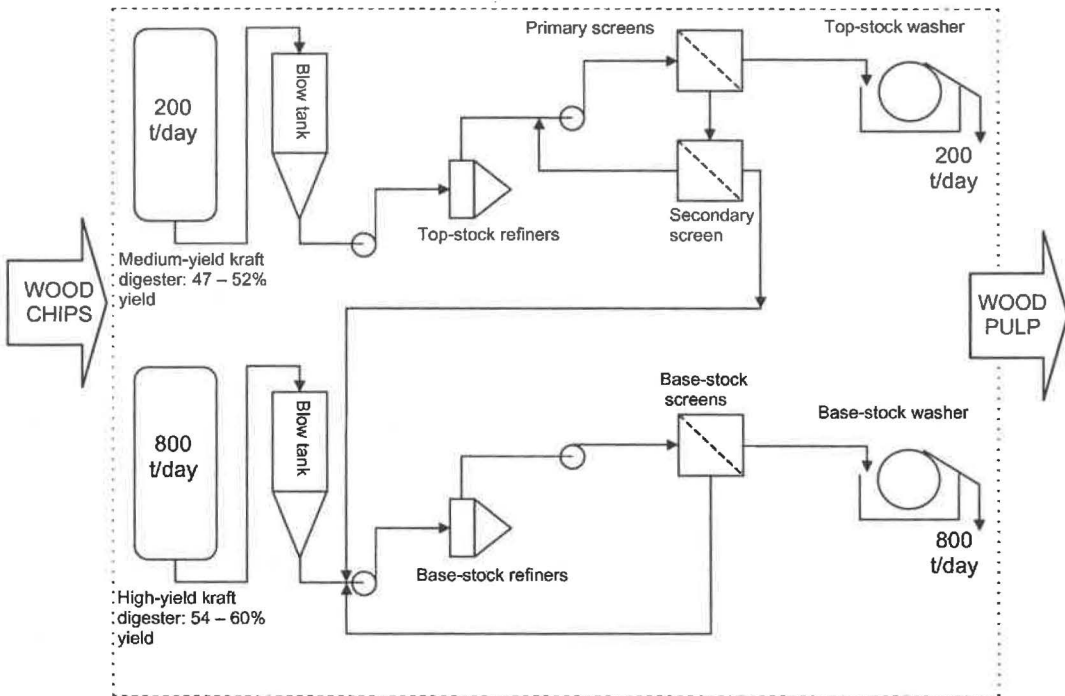 Primary screens
Top-stock washer
Blow tank
200
t/day
200
t/day
Top-stock refiners
Secondary
screen
Medium-yield kraft
digester: 47 – 52%
yield
WOOD
CHIPS
WOOD
PULP
Base-stock
screens
Base-stock washer
Blow tank
800
t/day
800
t/day
Base-stock refiners
High-yield kraft
digester: 54 – 60%
yield